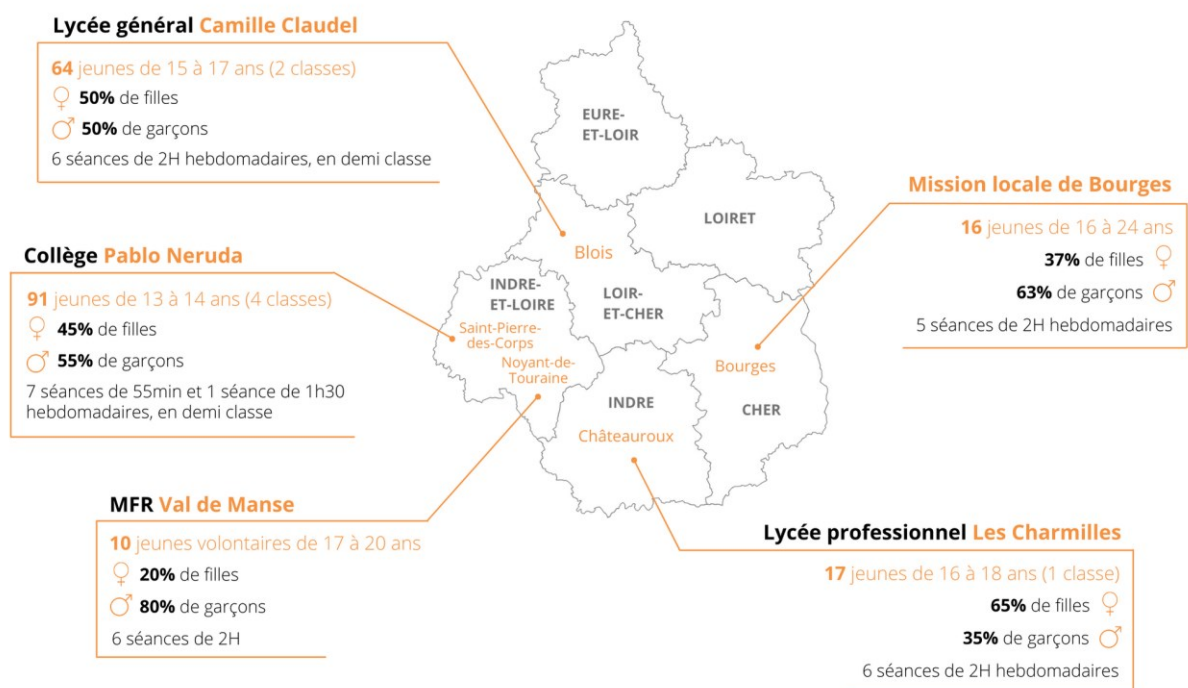 Lycée général Camille Claudel
64 jeunes de 15 à 17 ans (2 classes)
50% de filles
50% de garçons
6 séances de 2H hebdomadaires, en demi classe
Collège Pablo Neruda
91 jeunes de 13 à 14 ans (4 classes)
45% de filles
55% de garçons
7 séances de 55min et 1 séance de 1h30
hebdomadaires, en demi classe
MFR Val de Manse
10 jeunes volontaires de 17 à 20 ans
20% de filles
80% de garçons
6 séances de 2H
EURE-
ET-LOIR
LOIRET
Blois
LOIR-
ET-CHER
INDRE-
ET-LOIRE
Saint-Pierre-
des-Corps
Noyant-de-
Touraine
INDRE
Châteauroux
Bourges
CHER
Mission locale de Bourges
16 jeunes de 16 à 24 ans
37% de filles
63% de garçons
5 séances de 2H hebdomadaires
Lycée professionnel Les Charmilles
17 jeunes de 16 à 18 ans (1 classe)
65% de filles
35% de garçons
6 séances de 2H hebdomadaires